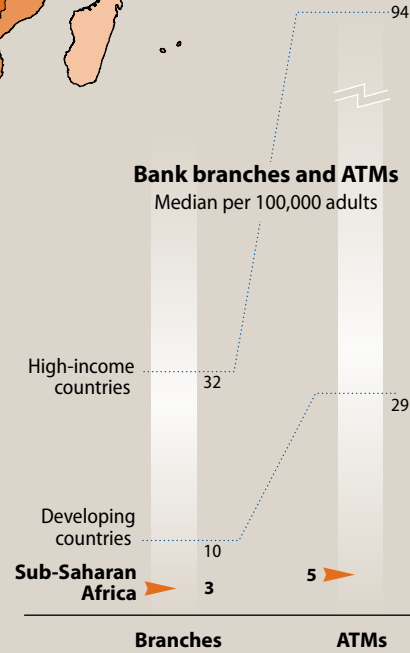 94
Bank branches and ATMs
Median per 100,000 adults
High-income
countries
32
29
Developing
countries
10
Sub-Saharan
Africa
3
5
Branches
ATMs